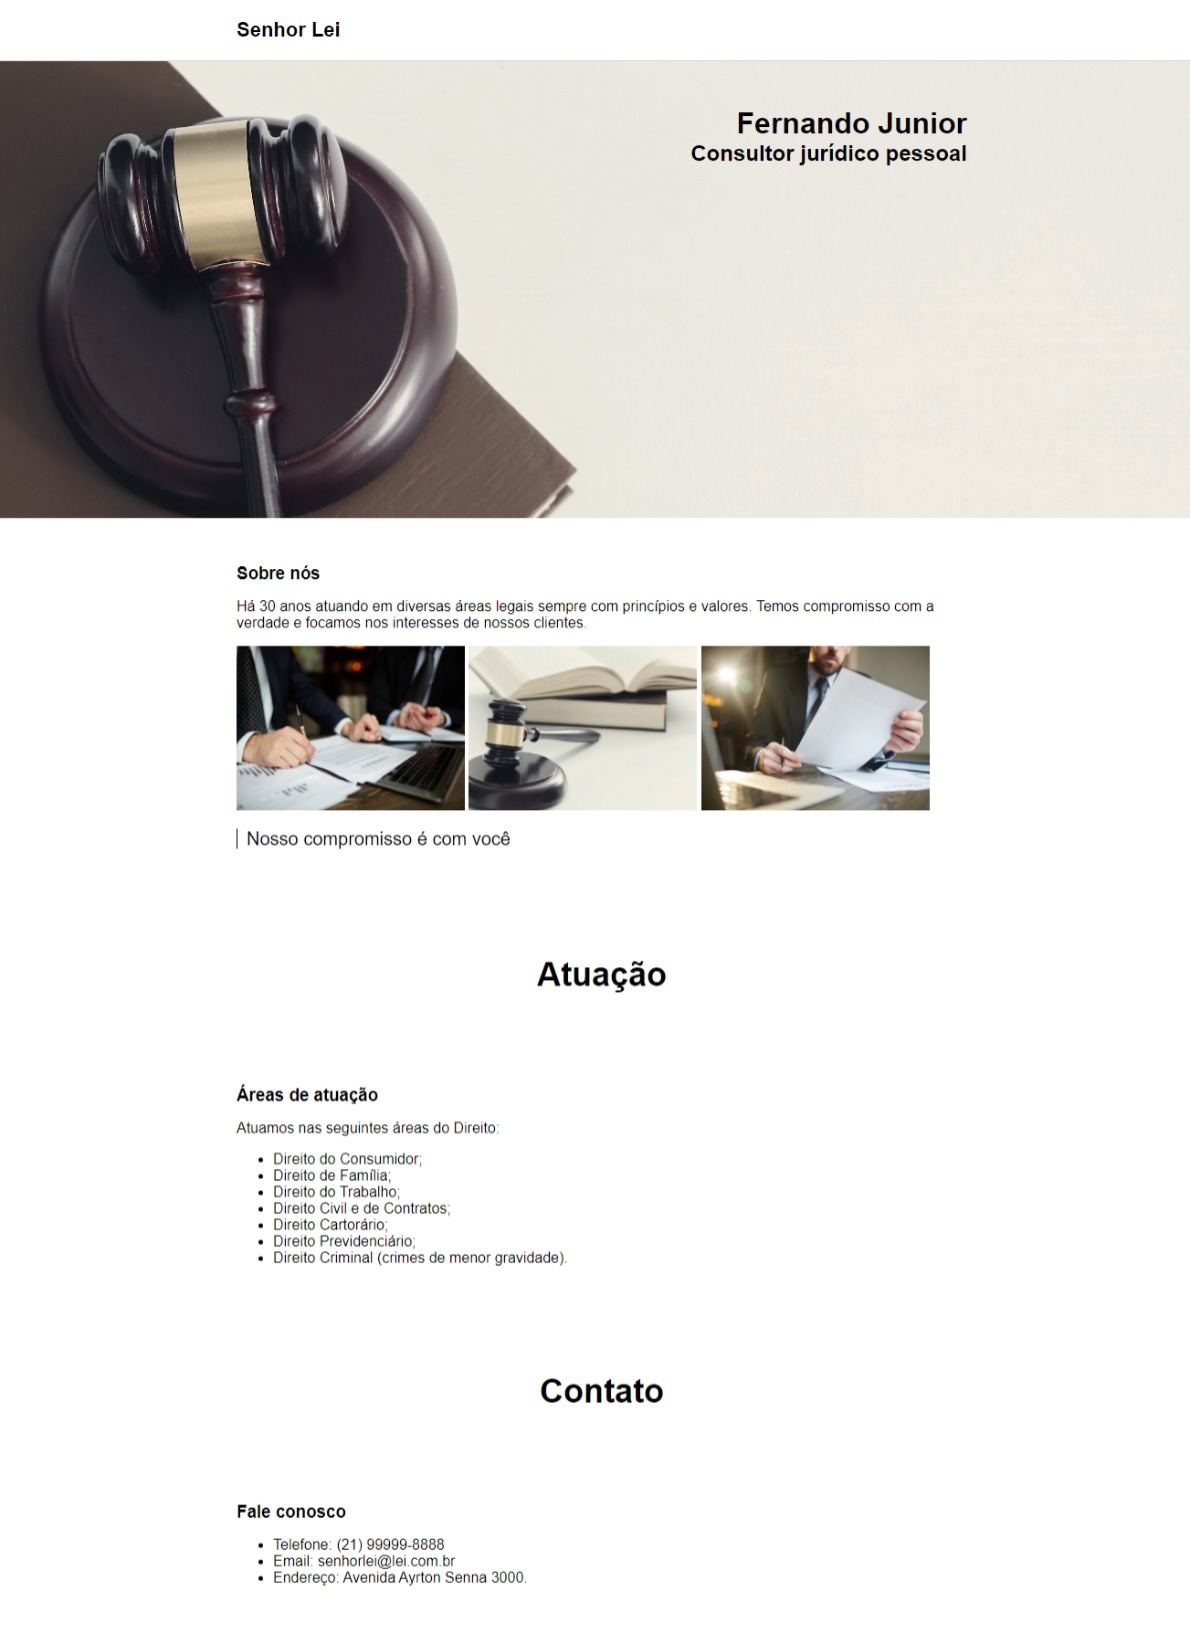 Senhor Lei
Fernando Junior
Consultor jurídico pessoal
Sobre nós
Há 30 anos atuando em diversas áreas legais sempre com princípios e valores. Temos compromisso com a
verdade e focamos nos interesses de nossos clientes.
Nosso compromisso é com você
Atuação
Áreas de atuação
Atuamos nas seguintes áreas do Direito:
• Direito do Consumidor;
• Direito de Família;
• Direito do Trabalho;
• Direito Civil e de Contratos;
• Direito Cartorário;
• Direito Previdenciário;
• Direito Criminal (crimes de menor gravidade).
Contato
Fale conosco
• Telefone: (21) 99999-8888
• Email: senhorlei@lei.com.br
• Endereço: Avenida Ayrton Senna 3000.